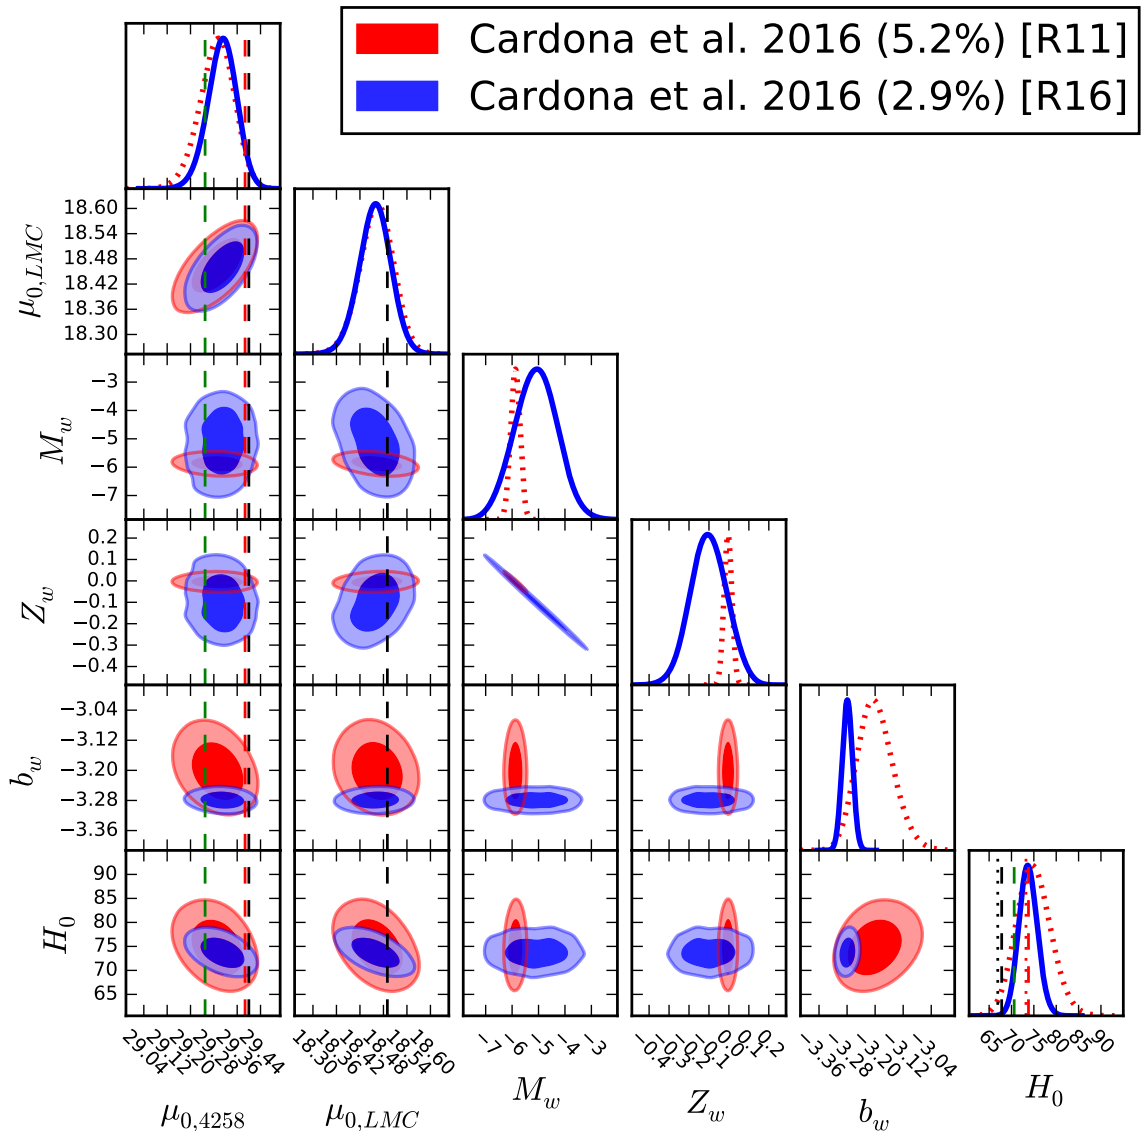 Cardona et al. 2016 (5.2%) [R11]
Cardona et al. 2016 (2.9%) [R16]
18.60
18.54
18.48
18.42
18.36
18.30
μ0,LMC
−3
−4
−5
−6
−7
Mw
0.2
0.1
0.0
−0.1
−0.2
−0.3
−0.4
Zw
−3.04
−3.12
−3.20
−3.28
−3.36
bw
90
85
80
75
70
65
H0
29.04 29.12 29.20 29.28 29.36 29.44
18.30 18.36 18.42 18.48 18.54 18.60
−7 −6 −5 −4 −3
−0.4 −0.3 −0.2 −0.1 0.0 0.1 0.2
−3.36 −3.28 −3.20 −3.12 −3.04
65 70 75 80 85 90
μ0,4258 μ0,LMC Mw Zw bw H0